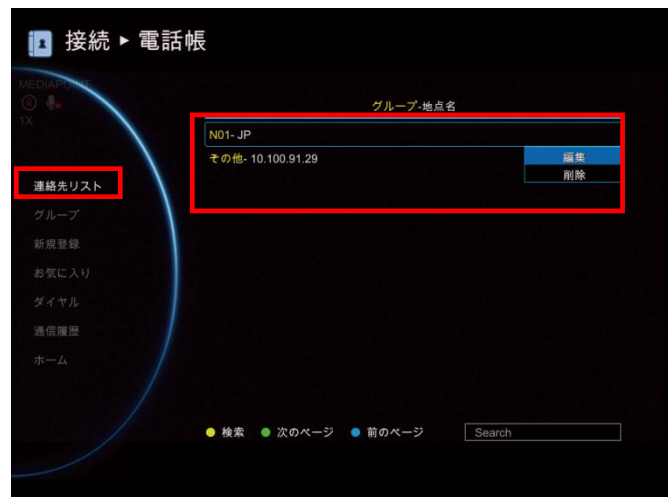 接続 ▶ 電話帳
MEDIAPOINT
1X
グループ-地点名
N01- JP
その他- 10.100.91.29
編集
削除
連絡先リスト
グループ
新規登録
お気に入り
ダイヤル
通信履歴
ホーム
検索 次のページ 前のページ Search